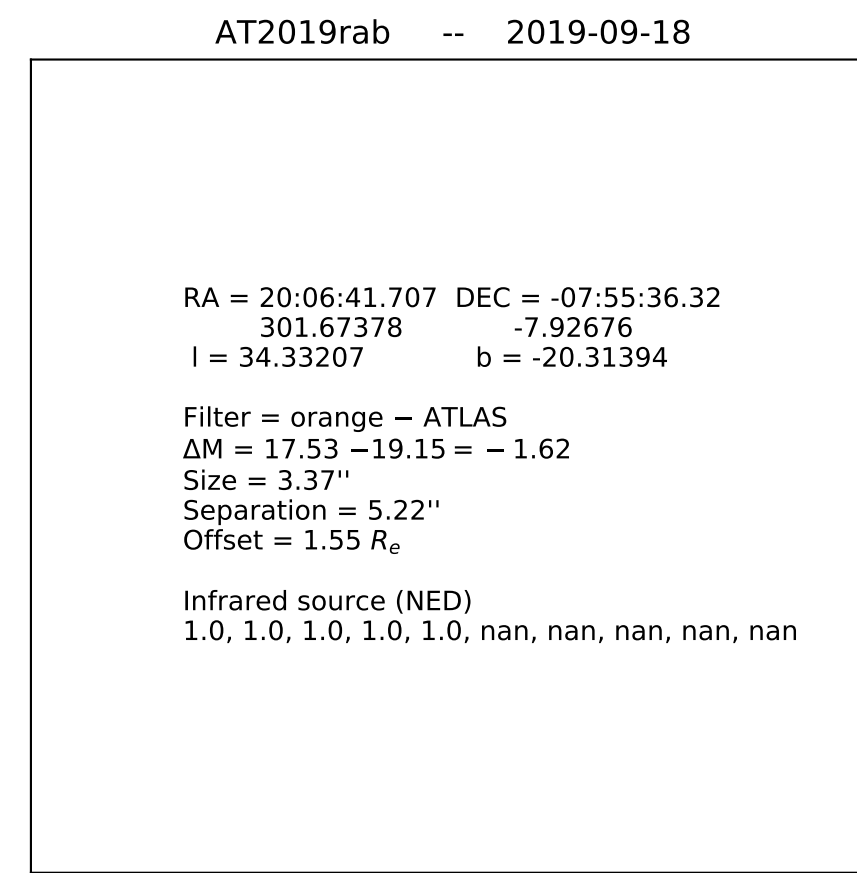 AT2019rab -- 2019-09-18
RA = 20:06:41.707 DEC = -07:55:36.32
301.67378 -7.92676
l = 34.33207 b = -20.31394
Filter = orange − ATLAS
ΔM = 17.53 −19.15 = − 1.62
Size = 3.37''
Separation = 5.22''
Offset = 1.55 Rₑ
Infrared source (NED)
1.0, 1.0, 1.0, 1.0, 1.0, nan, nan, nan, nan, nan